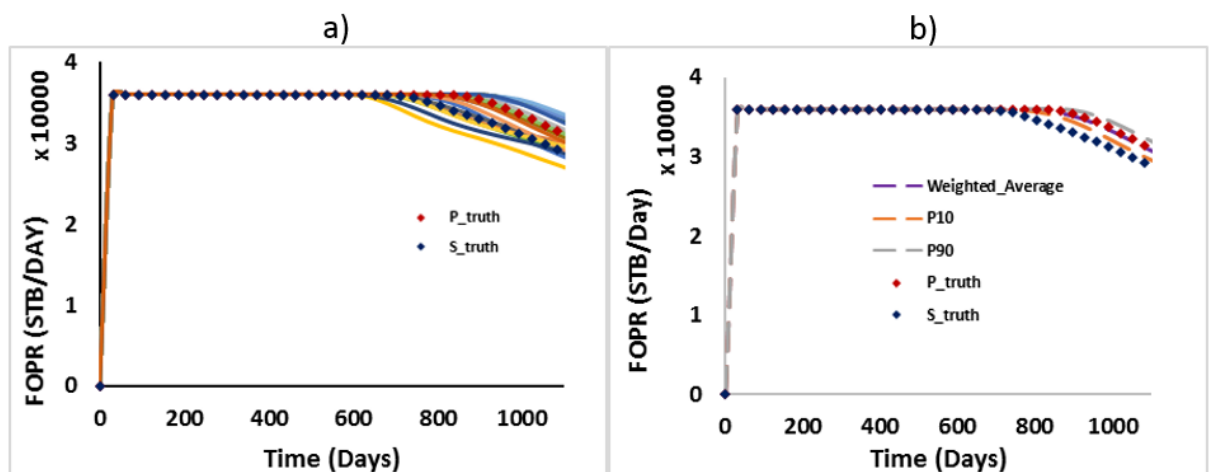 a)
4
3
2
1
0
x 10000
FOPR (STB/DAY)
P_truth
S_truth
0 200 400 600 800 1000
Time (Days)
b)
4
3
2
1
0
x 10000
FOPR (STB/Day)
Weighted_Average
P10
P90
P_truth
S_truth
0 200 400 600 800 1000
Time (Days)